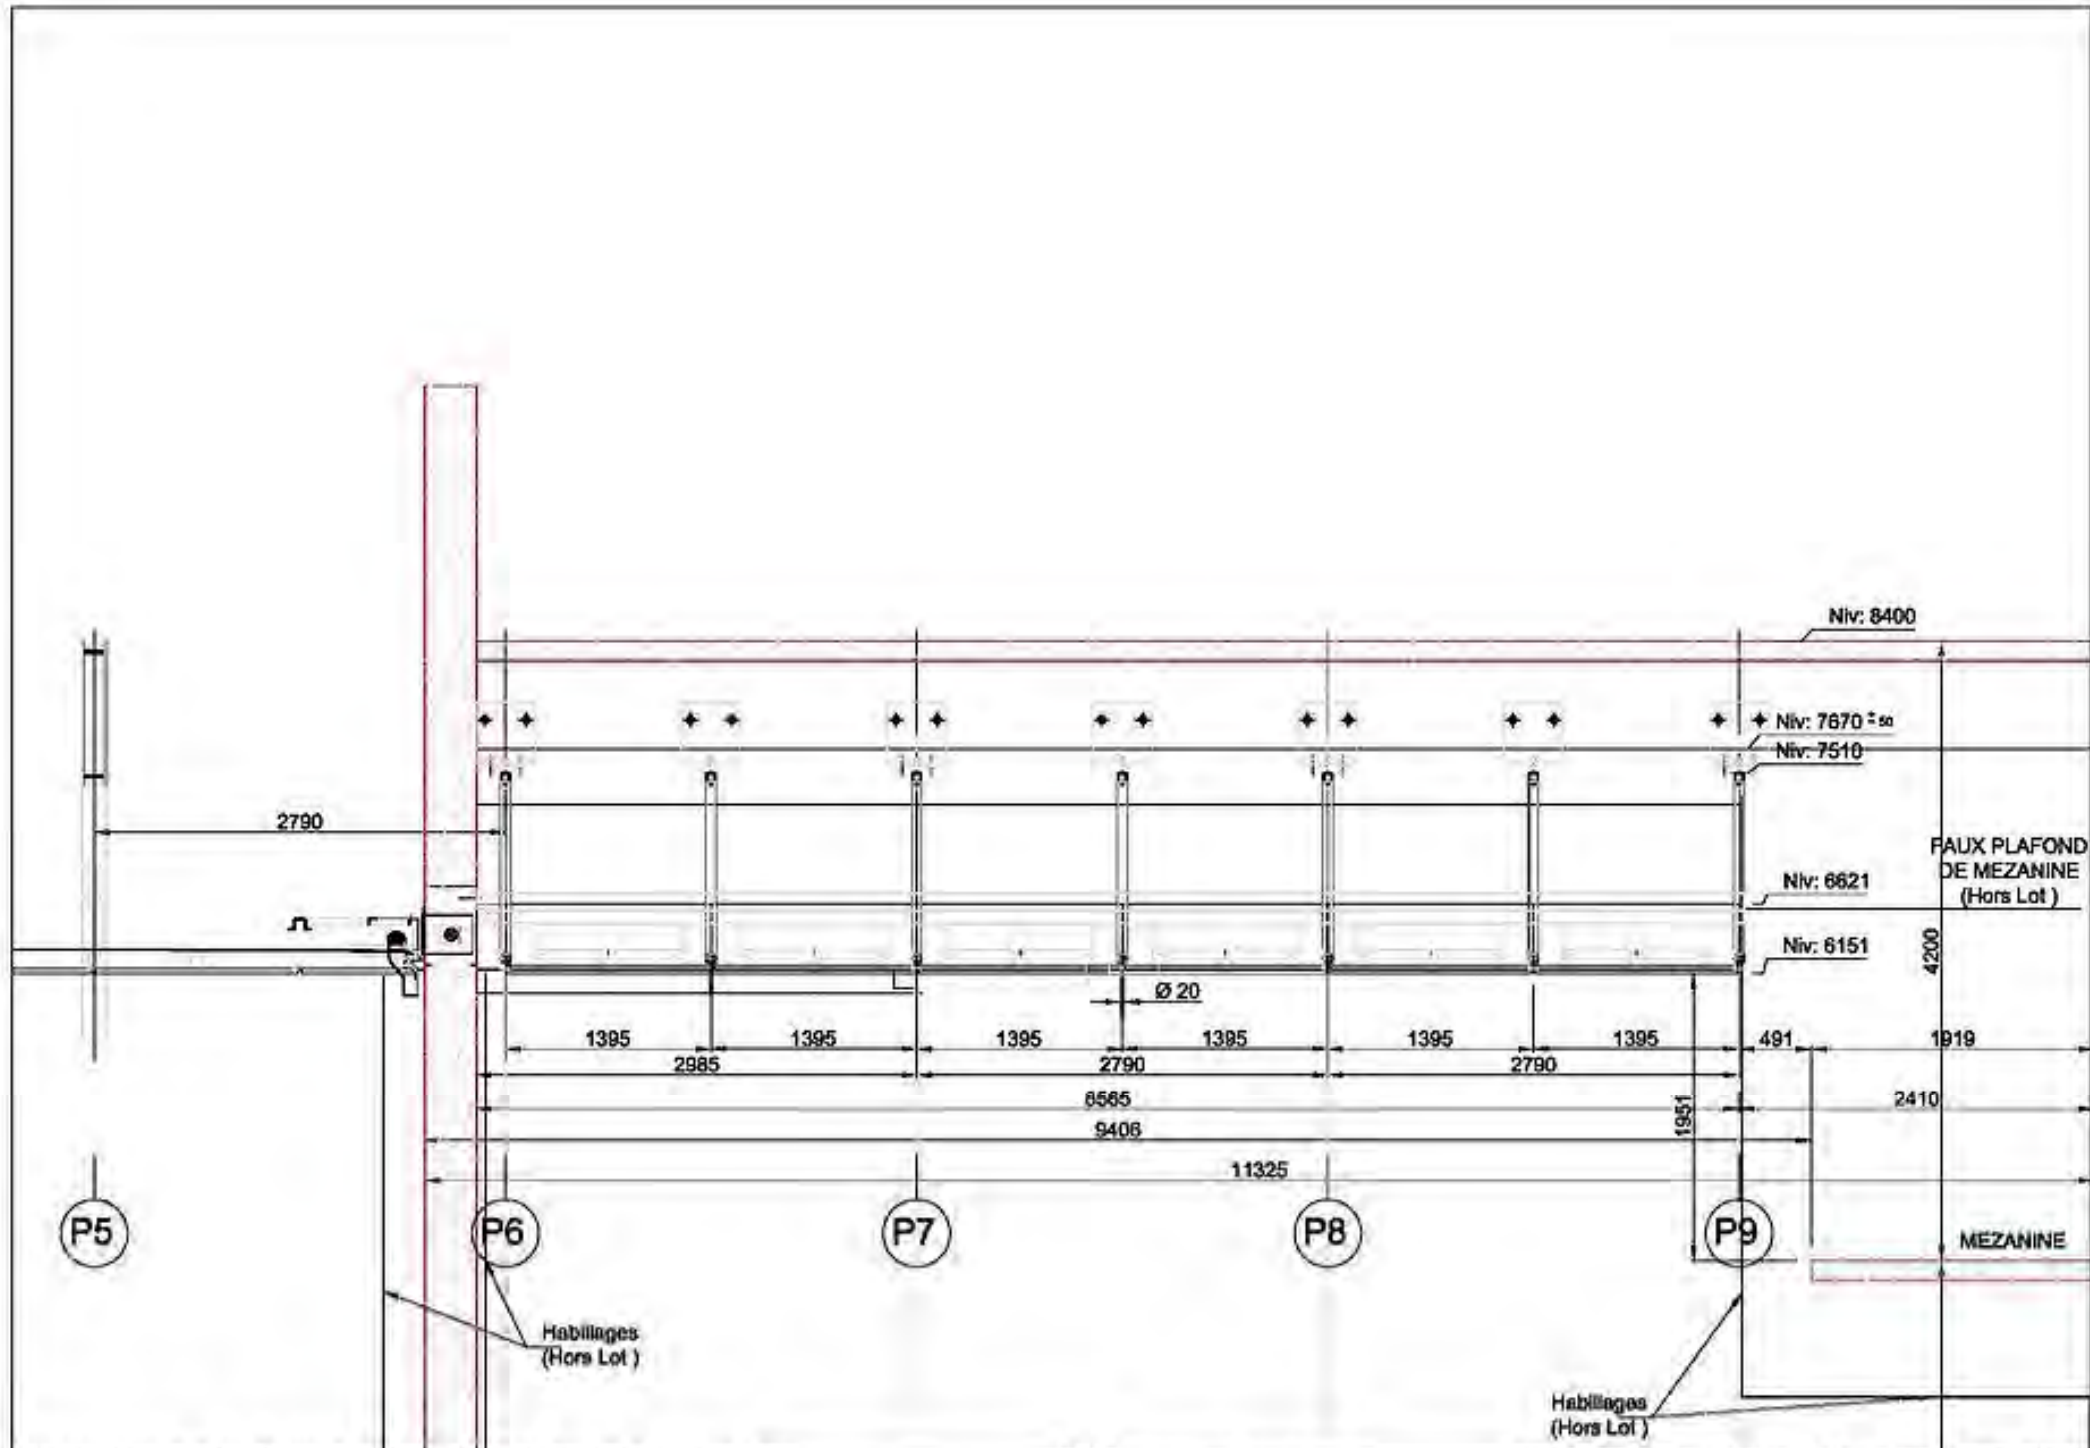 Niv: 8400
Niv: 7670 ± 50
Niv: 7510
2790
FAUX PLAFOND
DE MEZANINE
(Hors Lot )
Niv: 6621
Niv: 6151
4200
Ø 20
1395
1395
1395
1395
1395
1395
491
1919
2985
2790
2790
8565
2410
1951
9406
11325
P5
P6
P7
P8
P9
MEZANINE
Habillages
(Hors Lot )
Habillages
(Hors Lot )